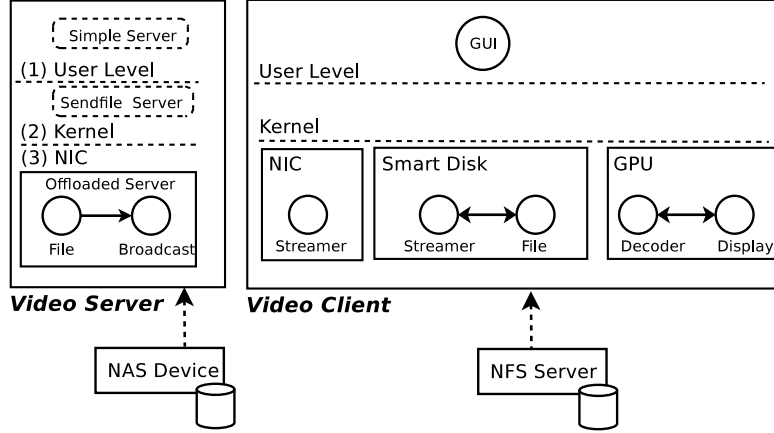 Simple Server
(1) User Level
Sendfile Server
(2) Kernel
(3) NIC
Offloaded Server
File
Broadcast
Video Server
NAS Device
GUI
User Level
Kernel
NIC
Streamer
Smart Disk
Streamer
File
GPU
Decoder
Display
Video Client
NFS Server